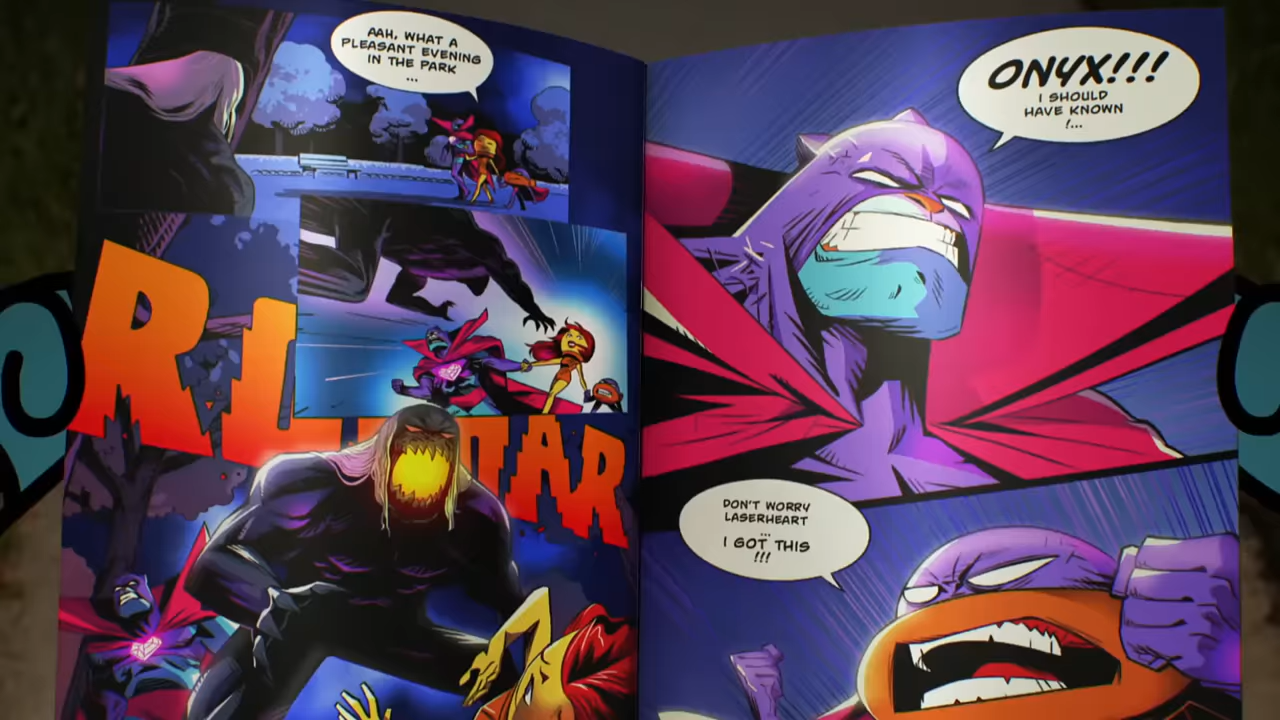 AAH, WHAT A
PLEASANT EVENING
IN THE PARK
...
ONYX!!!
I SHOULD
HAVE KNOWN
!...
DON'T WORRY
LASERHEART
...
I GOT THIS
!!!